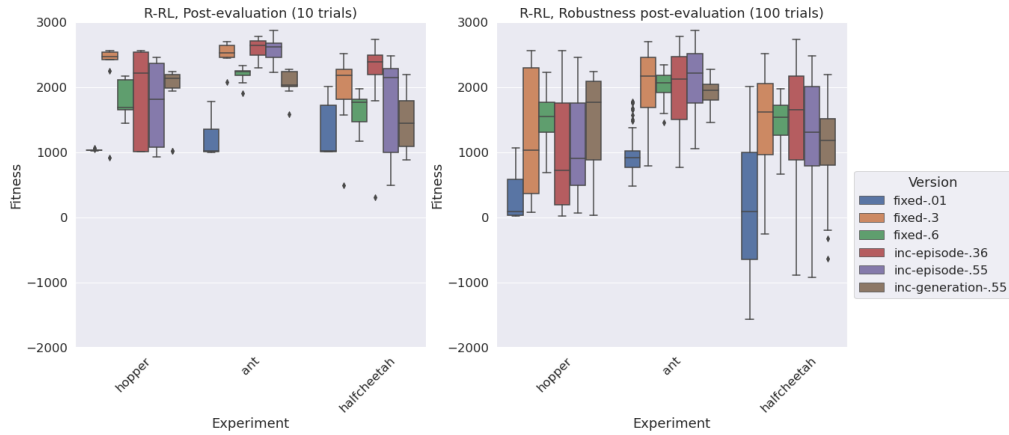 R-RL, Post-evaluation (10 trials)
3000
2000
1000
0
−1000
−2000
Fitness
hopper
ant
halfcheetah
Experiment
R-RL, Robustness post-evaluation (100 trials)
3000
2000
1000
0
−1000
−2000
Fitness
hopper
ant
halfcheetah
Experiment
Version
fixed-.01
fixed-.3
fixed-.6
inc-episode-.36
inc-episode-.55
inc-generation-.55